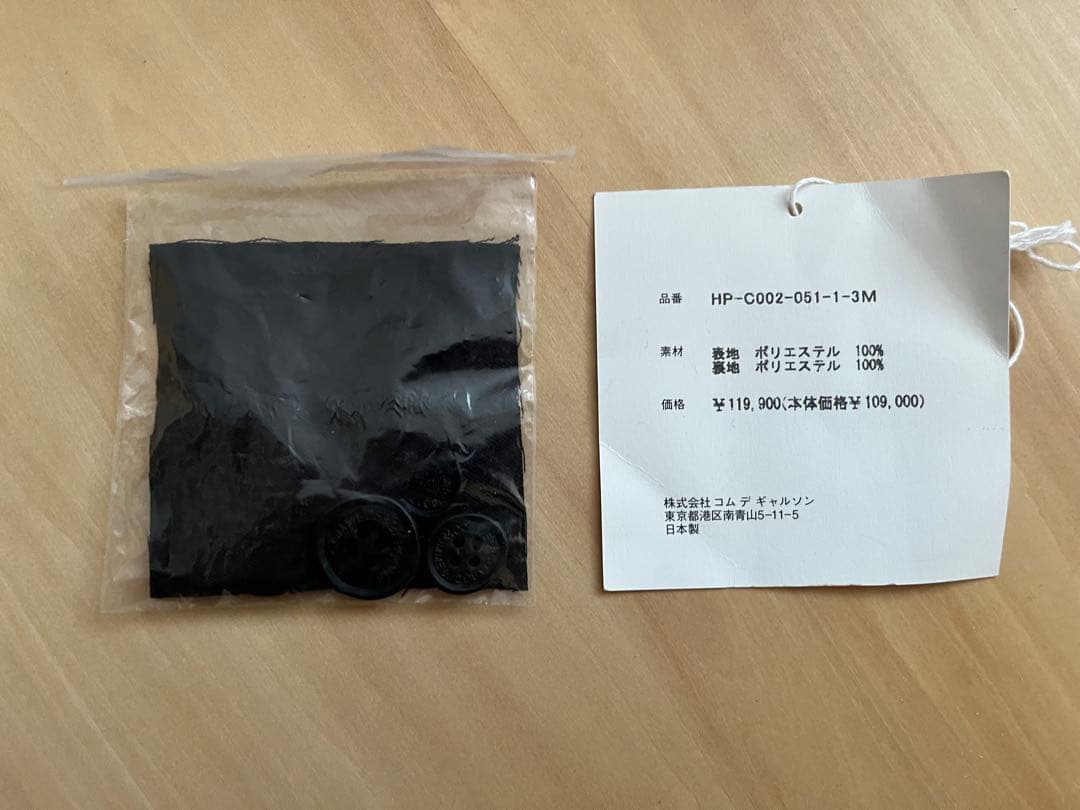 品番 HP-C002-051-1-3M
素材 表地 ポリエステル 100%
裏地 ポリエステル 100%
価格 ¥119,900(本体価格¥109,000)
株式会社 コム デ ギャルソン
東京都港区南青山5-11-5
日本製